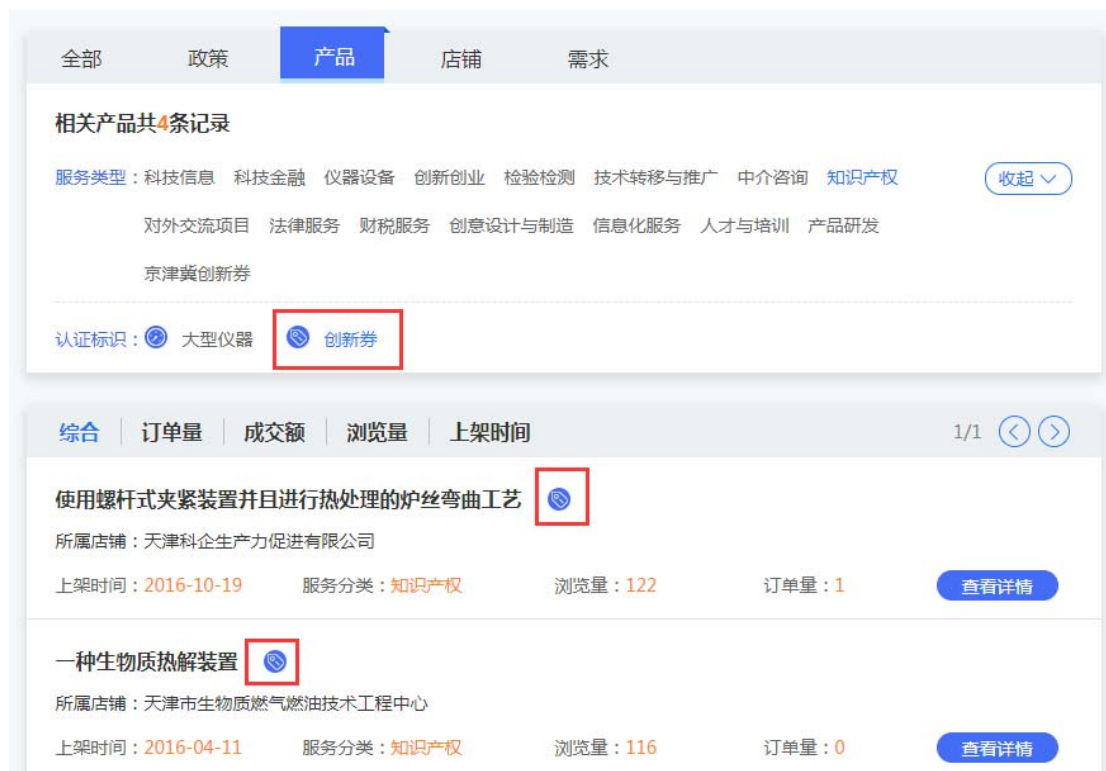 全部 政策 产品 店铺 需求
相关产品共4条记录
服务类型：科技信息 科技金融 仪器设备 创新创业 检验检测 技术转移与推广 中介咨询 知识产权 收起
对外交流项目 法律服务 财税服务 创意设计与制造 信息化服务 人才与培训 产品研发
京津冀创新券
认证标识： 大型仪器 创新券
综合 订单量 成交额 浏览量 上架时间 1/1
使用螺杆式夹紧装置并且进行热处理的炉丝弯曲工艺
所属店铺：天津科企生产力促进有限公司
上架时间：2016-10-19 服务分类：知识产权 浏览量：122 订单量：1 查看详情
一种生物质热解装置
所属店铺：天津市生物质燃气燃油技术工程中心
上架时间：2016-04-11 服务分类：知识产权 浏览量：116 订单量：0 查看详情